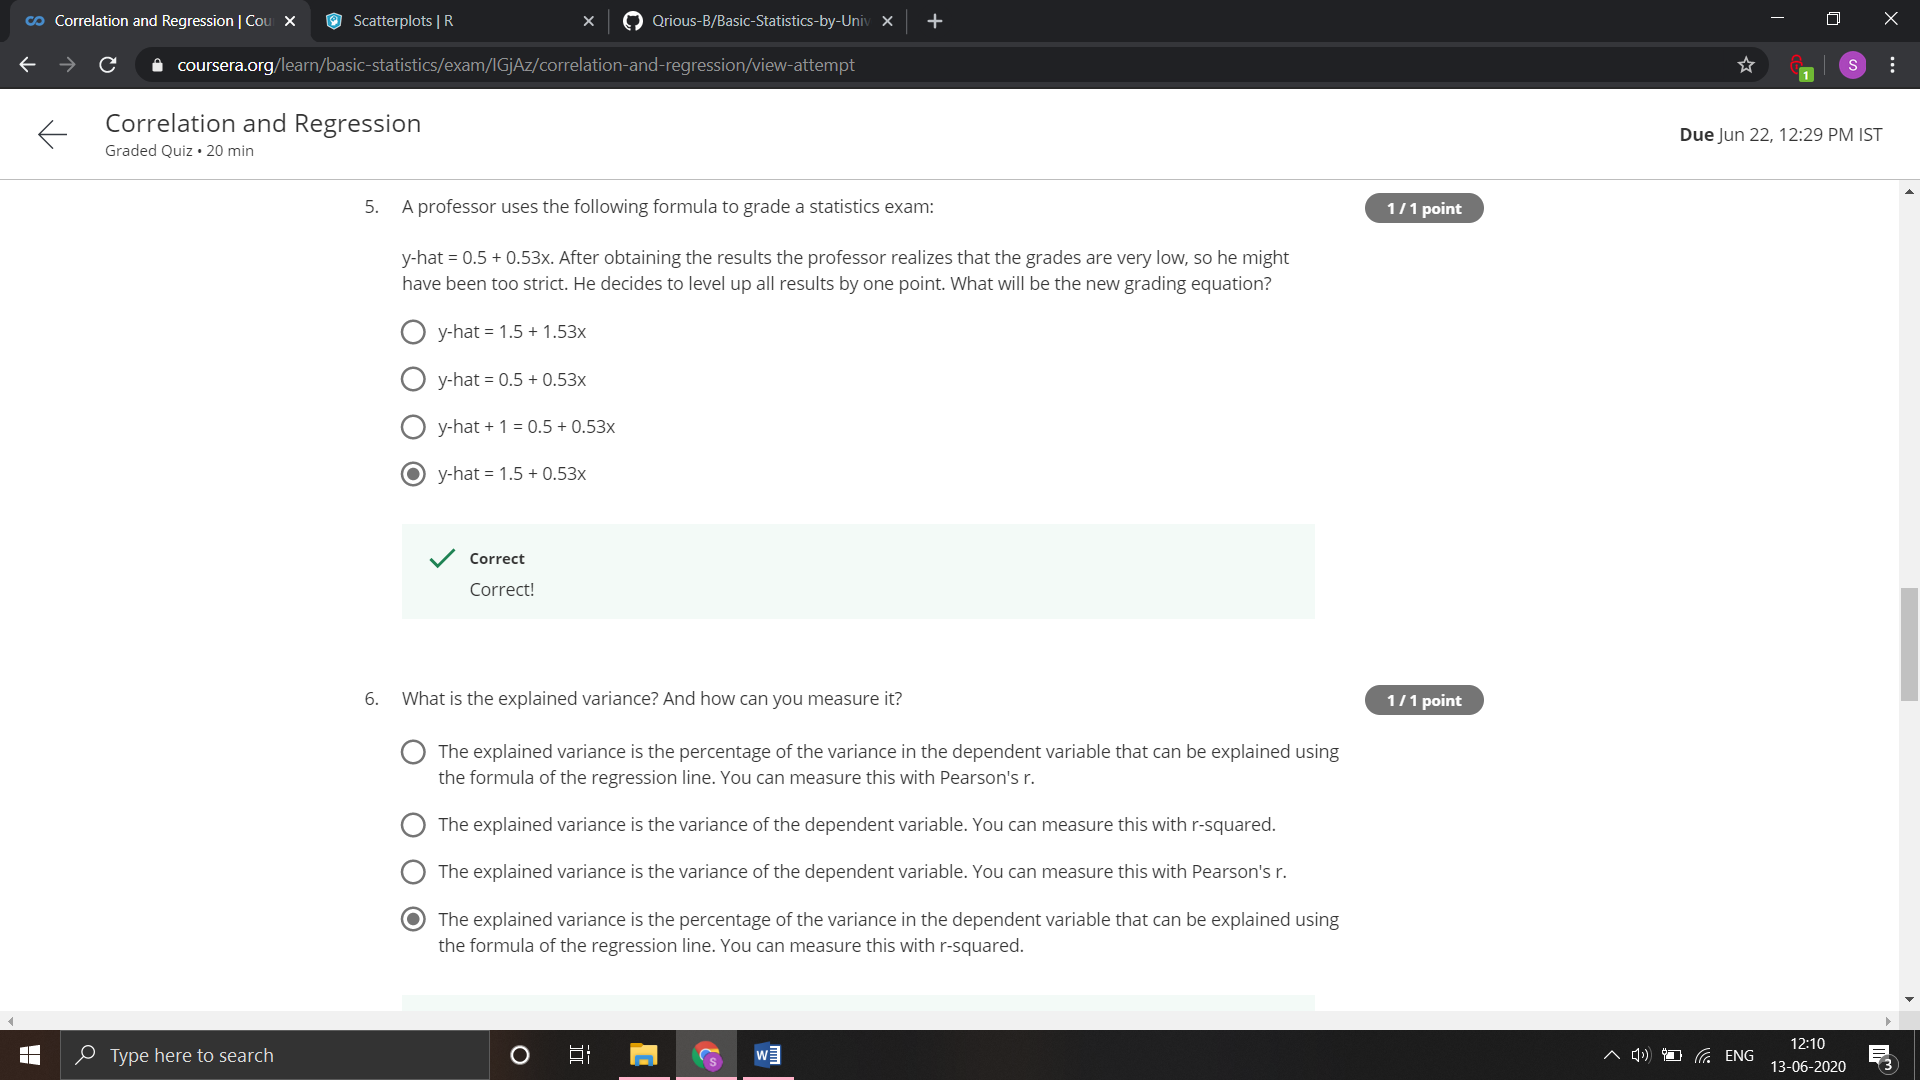 Correlation and Regression | Cou
Scatterplots | R
Qrious-B/Basic-Statistics-by-Univ
coursera.org/learn/basic-statistics/exam/IGjAz/correlation-and-regression/view-attempt
1
S
Correlation and Regression
Graded Quiz • 20 min
Due Jun 22, 12:29 PM IST
5. A professor uses the following formula to grade a statistics exam:
1 / 1 point
y-hat = 0.5 + 0.53x. After obtaining the results the professor realizes that the grades are very low, so he might
have been too strict. He decides to level up all results by one point. What will be the new grading equation?
y-hat = 1.5 + 1.53x
y-hat = 0.5 + 0.53x
y-hat + 1 = 0.5 + 0.53x
y-hat = 1.5 + 0.53x
Correct
Correct!
6. What is the explained variance? And how can you measure it?
1 / 1 point
The explained variance is the percentage of the variance in the dependent variable that can be explained using
the formula of the regression line. You can measure this with Pearson's r.
The explained variance is the variance of the dependent variable. You can measure this with r-squared.
The explained variance is the variance of the dependent variable. You can measure this with Pearson's r.
The explained variance is the percentage of the variance in the dependent variable that can be explained using
the formula of the regression line. You can measure this with r-squared.
Type here to search
S
W
ENG
12:10
13-06-2020
3